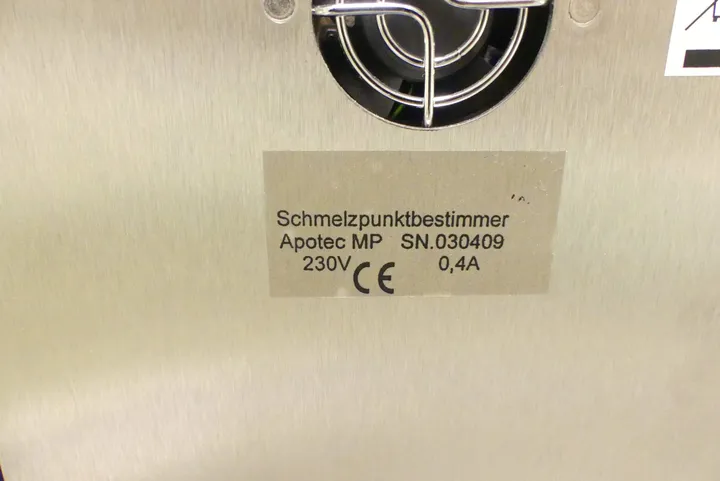 Schmelzpunktbestimmer
Apotec MP SN.030409
230V CE 0,4A